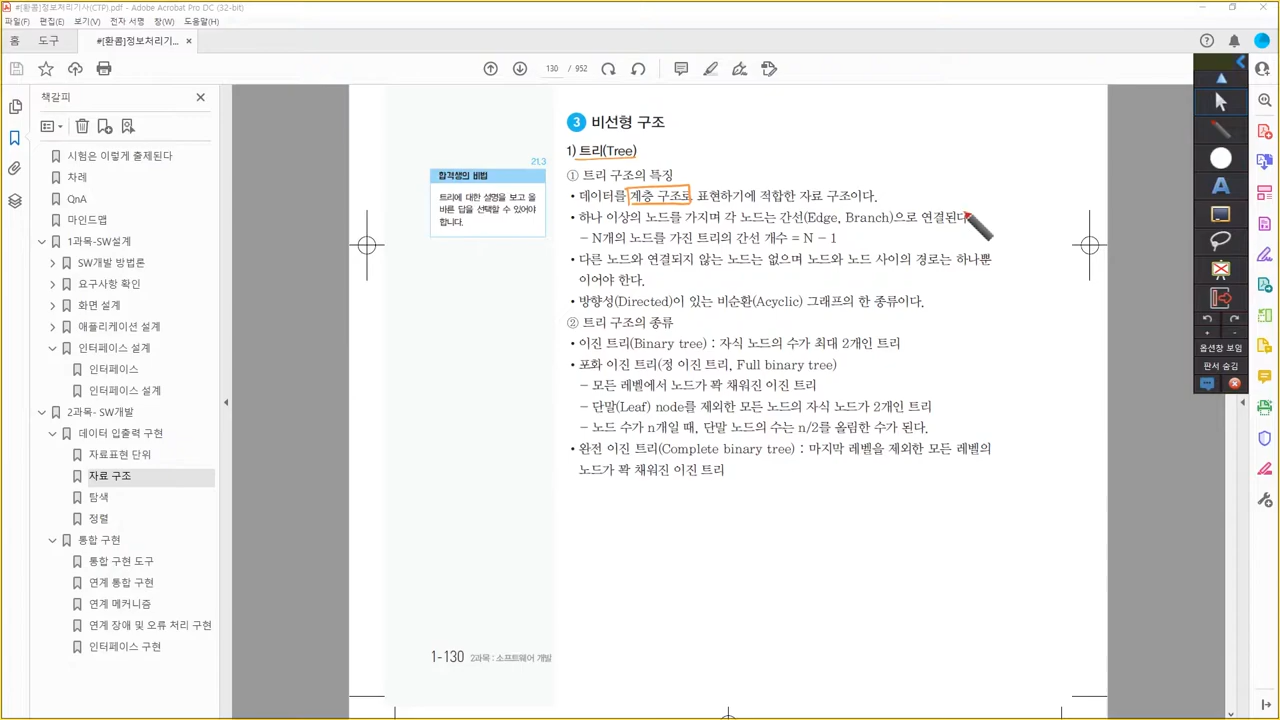 #[환콤]정보처리기사(CTP).pdf - Adobe Acrobat Pro DC (32-bit)
파일(F) 편집(E) 보기(V) 전자 서명 창(W) 도움말(H)
홈 도구 #[환콤]정보처리기... ×
130 / 952
책갈피
시험은 이렇게 출제된다
차례
QnA
마인드맵
1과목-SW설계
SW개발 방법론
요구사항 확인
화면 설계
애플리케이션 설계
인터페이스 설계
인터페이스
인터페이스 설계
2과목- SW개발
데이터 입출력 구현
자료표현 단위
자료 구조
탐색
정렬
통합 구현
통합 구현 도구
연계 통합 구현
연계 메커니즘
연계 장애 및 오류 처리 구현
인터페이스 구현
21.3
합격생의 비법
트리에 대한 설명을 보고 올
바른 답을 선택할 수 있어야
합니다.
3 비선형 구조
1) 트리(Tree)
① 트리 구조의 특징
• 데이터를 계층 구조로 표현하기에 적합한 자료 구조이다.
• 하나 이상의 노드를 가지며 각 노드는 간선(Edge, Branch)으로 연결된다
- N개의 노드를 가진 트리의 간선 개수 = N - 1
• 다른 노드와 연결되지 않는 노드는 없으며 노드와 노드 사이의 경로는 하나뿐
이어야 한다.
• 방향성(Directed)이 있는 비순환(Acyclic) 그래프의 한 종류이다.
② 트리 구조의 종류
• 이진 트리(Binary tree) : 자식 노드의 수가 최대 2개인 트리
• 포화 이진 트리(정 이진 트리, Full binary tree)
- 모든 레벨에서 노드가 꽉 채워진 이진 트리
- 단말(Leaf) node를 제외한 모든 노드의 자식 노드가 2개인 트리
- 노드 수가 n개일 때, 단말 노드의 수는 n/2를 올림한 수가 된다.
• 완전 이진 트리(Complete binary tree) : 마지막 레벨을 제외한 모든 레벨의
노드가 꽉 채워진 이진 트리
1-130 2과목 : 소프트웨어 개발
옵션창 보임
판서 숨김